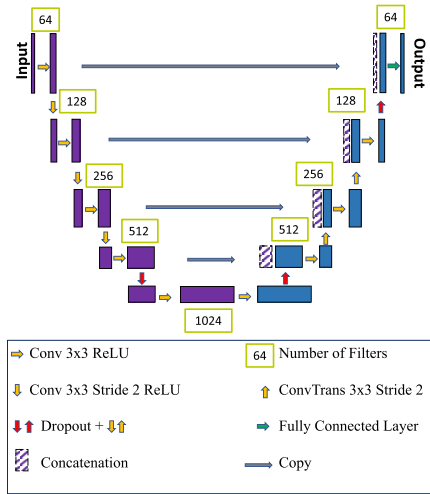 64
64
Input
Output
128
128
256
256
512
512
1024
Conv 3x3 ReLU
64 Number of Filters
Conv 3x3 Stride 2 ReLU
ConvTrans 3x3 Stride 2
Dropout +
Fully Connected Layer
Concatenation
Copy